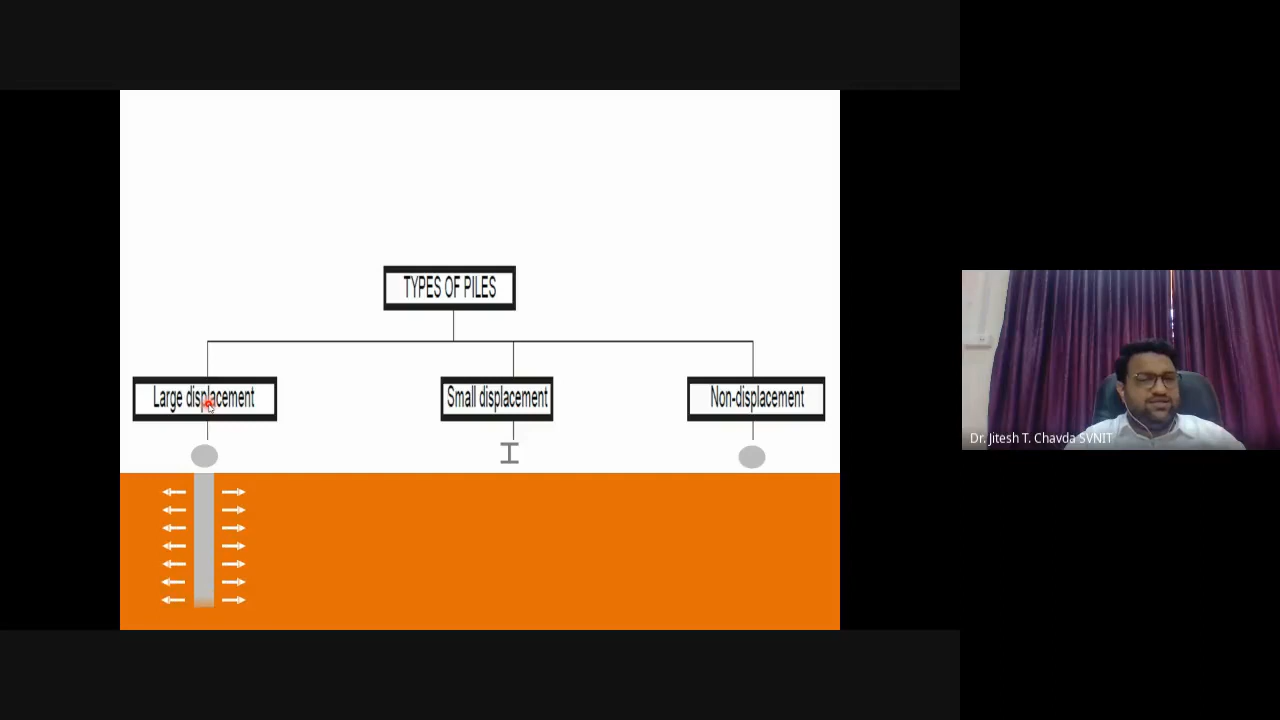 TYPES OF PILES
Large displacement
Small displacement
Non-displacement
Dr. Jitesh T. Chavda SVNIT